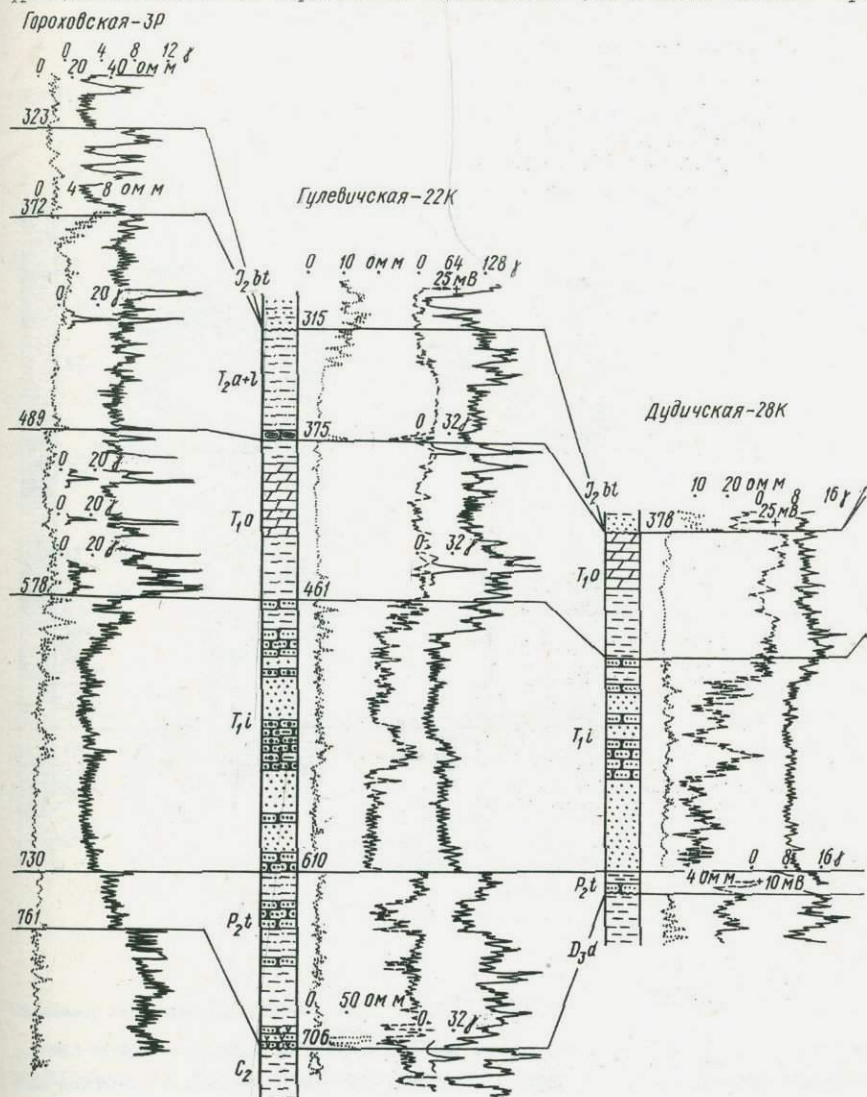 Гороховская-3Р
0 4 8 12 γ
0 20 40 ом м
323
0 4 8 ом м
372
0 20 γ
489
0 20 γ
0 20 γ
0 20 γ
578
730
761
Гулевичская-22К
0 10 ом м 0 64 128 γ
25 мВ
J₂bt
315
T₂a+l
0 32 γ
375
T₁o
0 32 γ
461
T₁i
610
P₂t
0 50 ом м
0 32 γ
706
C₂
Дудичская-28К
J₂bt
10 20 ом м
0 8 16 γ
25 мВ
378
T₁o
T₁i
0 8 16 γ
P₂t
4 ом м +10 мВ
D₃d